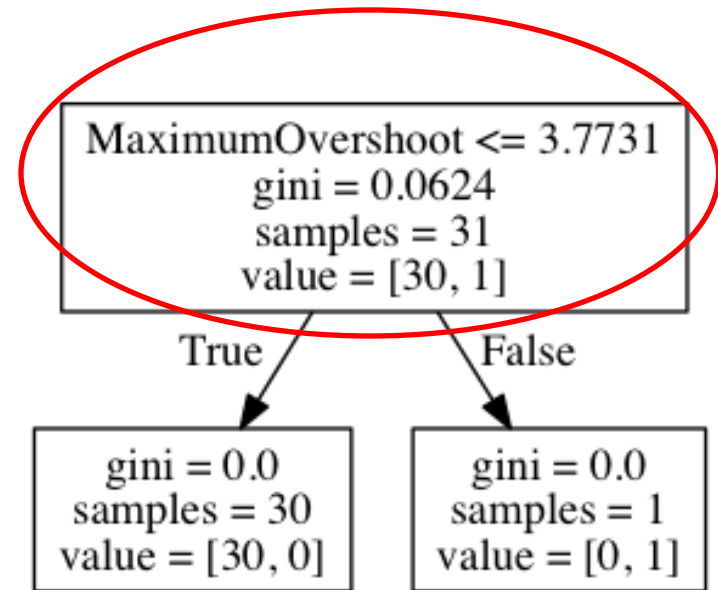 MaximumOvershoot <= 3.7731
gini = 0.0624
samples = 31
value = [30, 1]
True
False
gini = 0.0
samples = 30
value = [30, 0]
gini = 0.0
samples = 1
value = [0, 1]